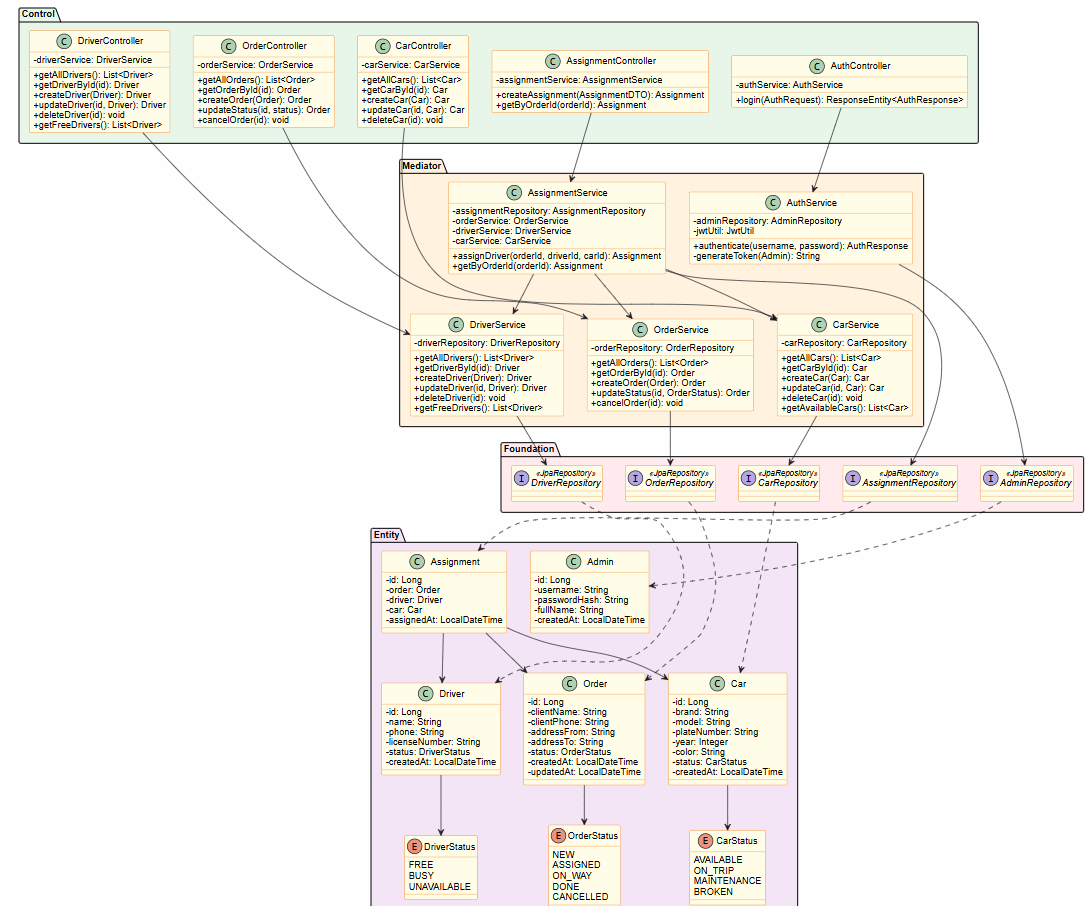 Control
C DriverController
-driverService: DriverService
+getAllDrivers(): List<Driver>
+getDriverById(id): Driver
+createDriver(Driver): Driver
+updateDriver(id, Driver): Driver
+deleteDriver(id): void
+getFreeDrivers(): List<Driver>
C OrderController
-orderService: OrderService
+getAllOrders(): List<Order>
+getOrderById(id): Order
+createOrder(Order): Order
+updateStatus(id, status): Order
+cancelOrder(id): void
C CarController
-carService: CarService
+getAllCars(): List<Car>
+getCarById(id): Car
+createCar(Car): Car
+updateCar(id, Car): Car
+deleteCar(id): void
C AssignmentController
-assignmentService: AssignmentService
+createAssignment(AssignmentDTO): Assignment
+getByOrderId(orderId): Assignment
C AuthController
-authService: AuthService
+login(AuthRequest): ResponseEntity<AuthResponse>
Mediator
C AssignmentService
-assignmentRepository: AssignmentRepository
-orderService: OrderService
-driverService: DriverService
-carService: CarService
+assignDriver(orderId, driverId, carId): Assignment
+getByOrderId(orderId): Assignment
C AuthService
-adminRepository: AdminRepository
-jwtUtil: JwtUtil
+authenticate(username, password): AuthResponse
-generateToken(Admin): String
C DriverService
-driverRepository: DriverRepository
+getAllDrivers(): List<Driver>
+getDriverById(id): Driver
+createDriver(Driver): Driver
+updateDriver(id, Driver): Driver
+deleteDriver(id): void
+getFreeDrivers(): List<Driver>
C OrderService
-orderRepository: OrderRepository
+getAllOrders(): List<Order>
+getOrderById(id): Order
+createOrder(Order): Order
+updateStatus(id, OrderStatus): Order
+cancelOrder(id): void
C CarService
-carRepository: CarRepository
+getAllCars(): List<Car>
+getCarById(id): Car
+createCar(Car): Car
+updateCar(id, Car): Car
+deleteCar(id): void
+getAvailableCars(): List<Car>
Foundation
«JpaRepository»
I DriverRepository
«JpaRepository»
I OrderRepository
«JpaRepository»
I CarRepository
«JpaRepository»
I AssignmentRepository
«JpaRepository»
I AdminRepository
Entity
C Assignment
-id: Long
-order: Order
-driver: Driver
-car: Car
-assignedAt: LocalDateTime
C Admin
-id: Long
-username: String
-passwordHash: String
-fullName: String
-createdAt: LocalDateTime
C Driver
-id: Long
-name: String
-phone: String
-licenseNumber: String
-status: DriverStatus
-createdAt: LocalDateTime
C Order
-id: Long
-clientName: String
-clientPhone: String
-addressFrom: String
-addressTo: String
-status: OrderStatus
-createdAt: LocalDateTime
-updatedAt: LocalDateTime
C Car
-id: Long
-brand: String
-model: String
-plateNumber: String
-year: Integer
-color: String
-status: CarStatus
-createdAt: LocalDateTime
E DriverStatus
FREE
BUSY
UNAVAILABLE
E OrderStatus
NEW
ASSIGNED
ON_WAY
DONE
CANCELLED
E CarStatus
AVAILABLE
ON_TRIP
MAINTENANCE
BROKEN